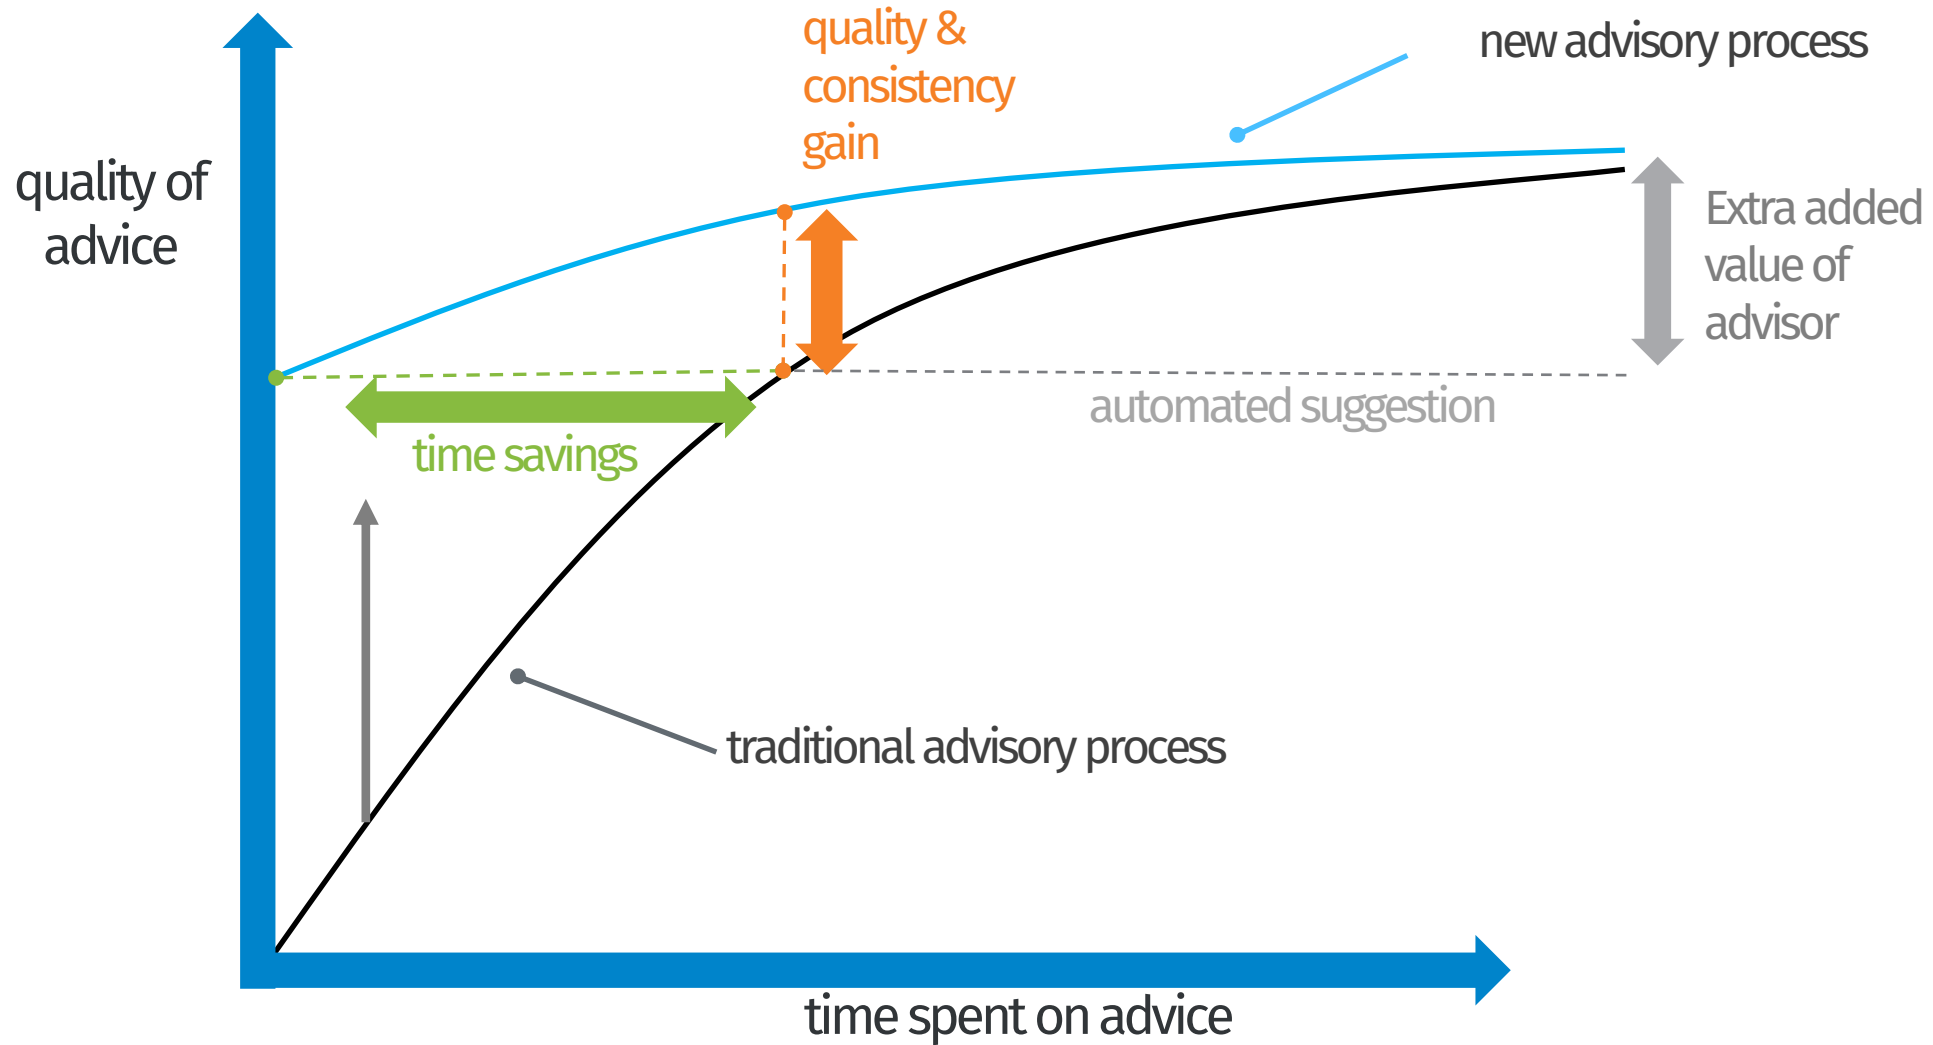 quality &
consistency
gain
new advisory process
quality of
advice
Extra added
value of
advisor
automated suggestion
time savings
traditional advisory process
time spent on advice